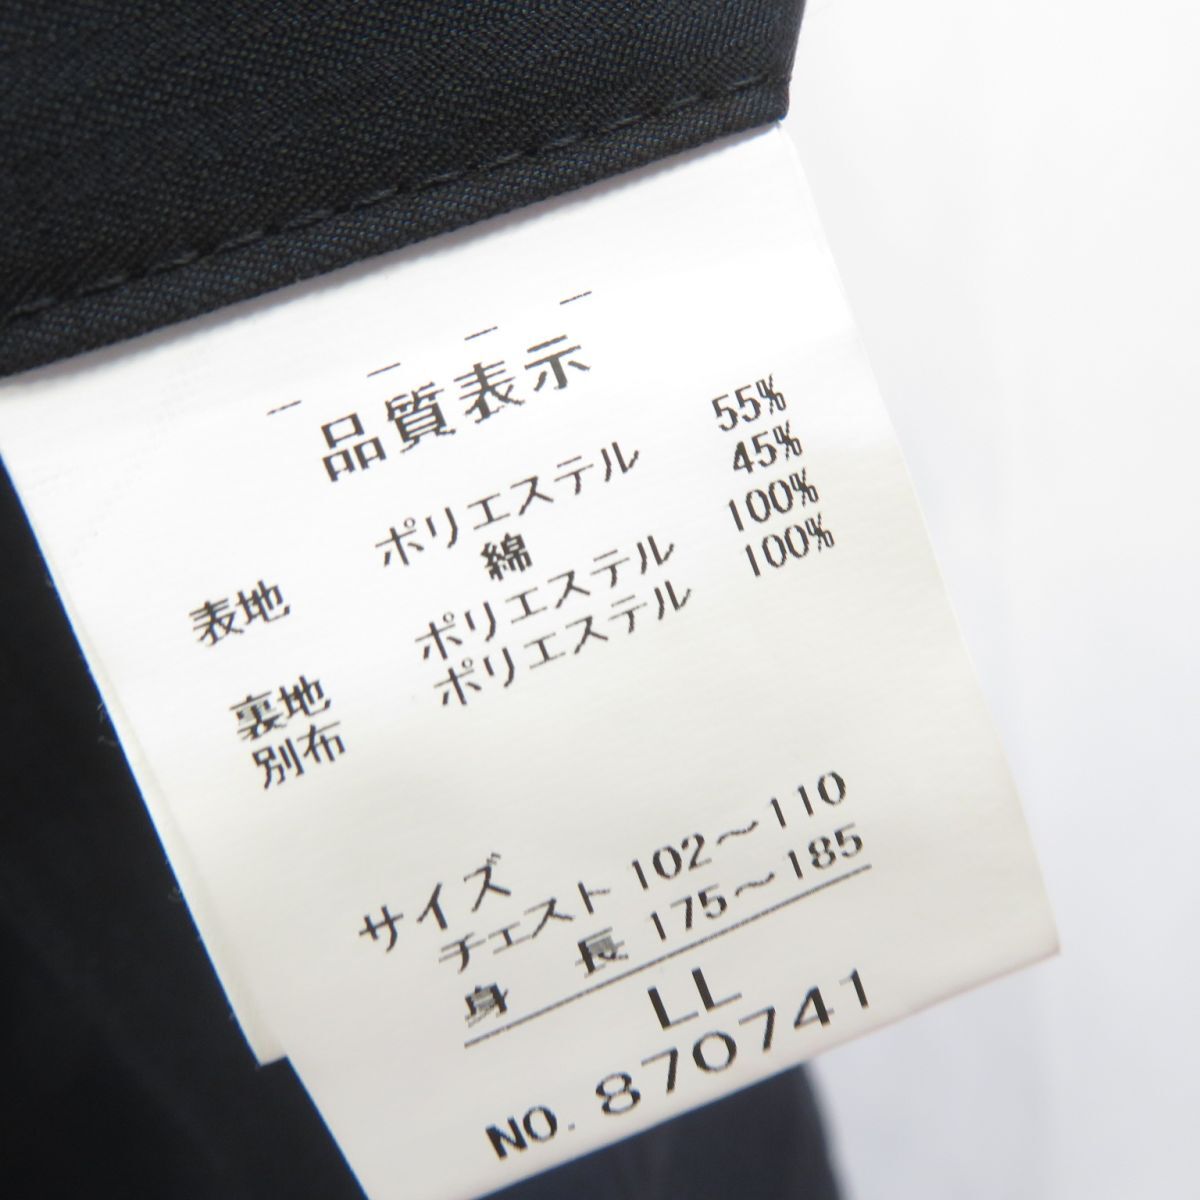 品質表示
表地 ポリエステル 55%
綿 45%
裏地 ポリエステル 100%
別布 ポリエステル 100%
サイズ
チェスト 102〜110
身長 175〜185
LL
NO. 870741